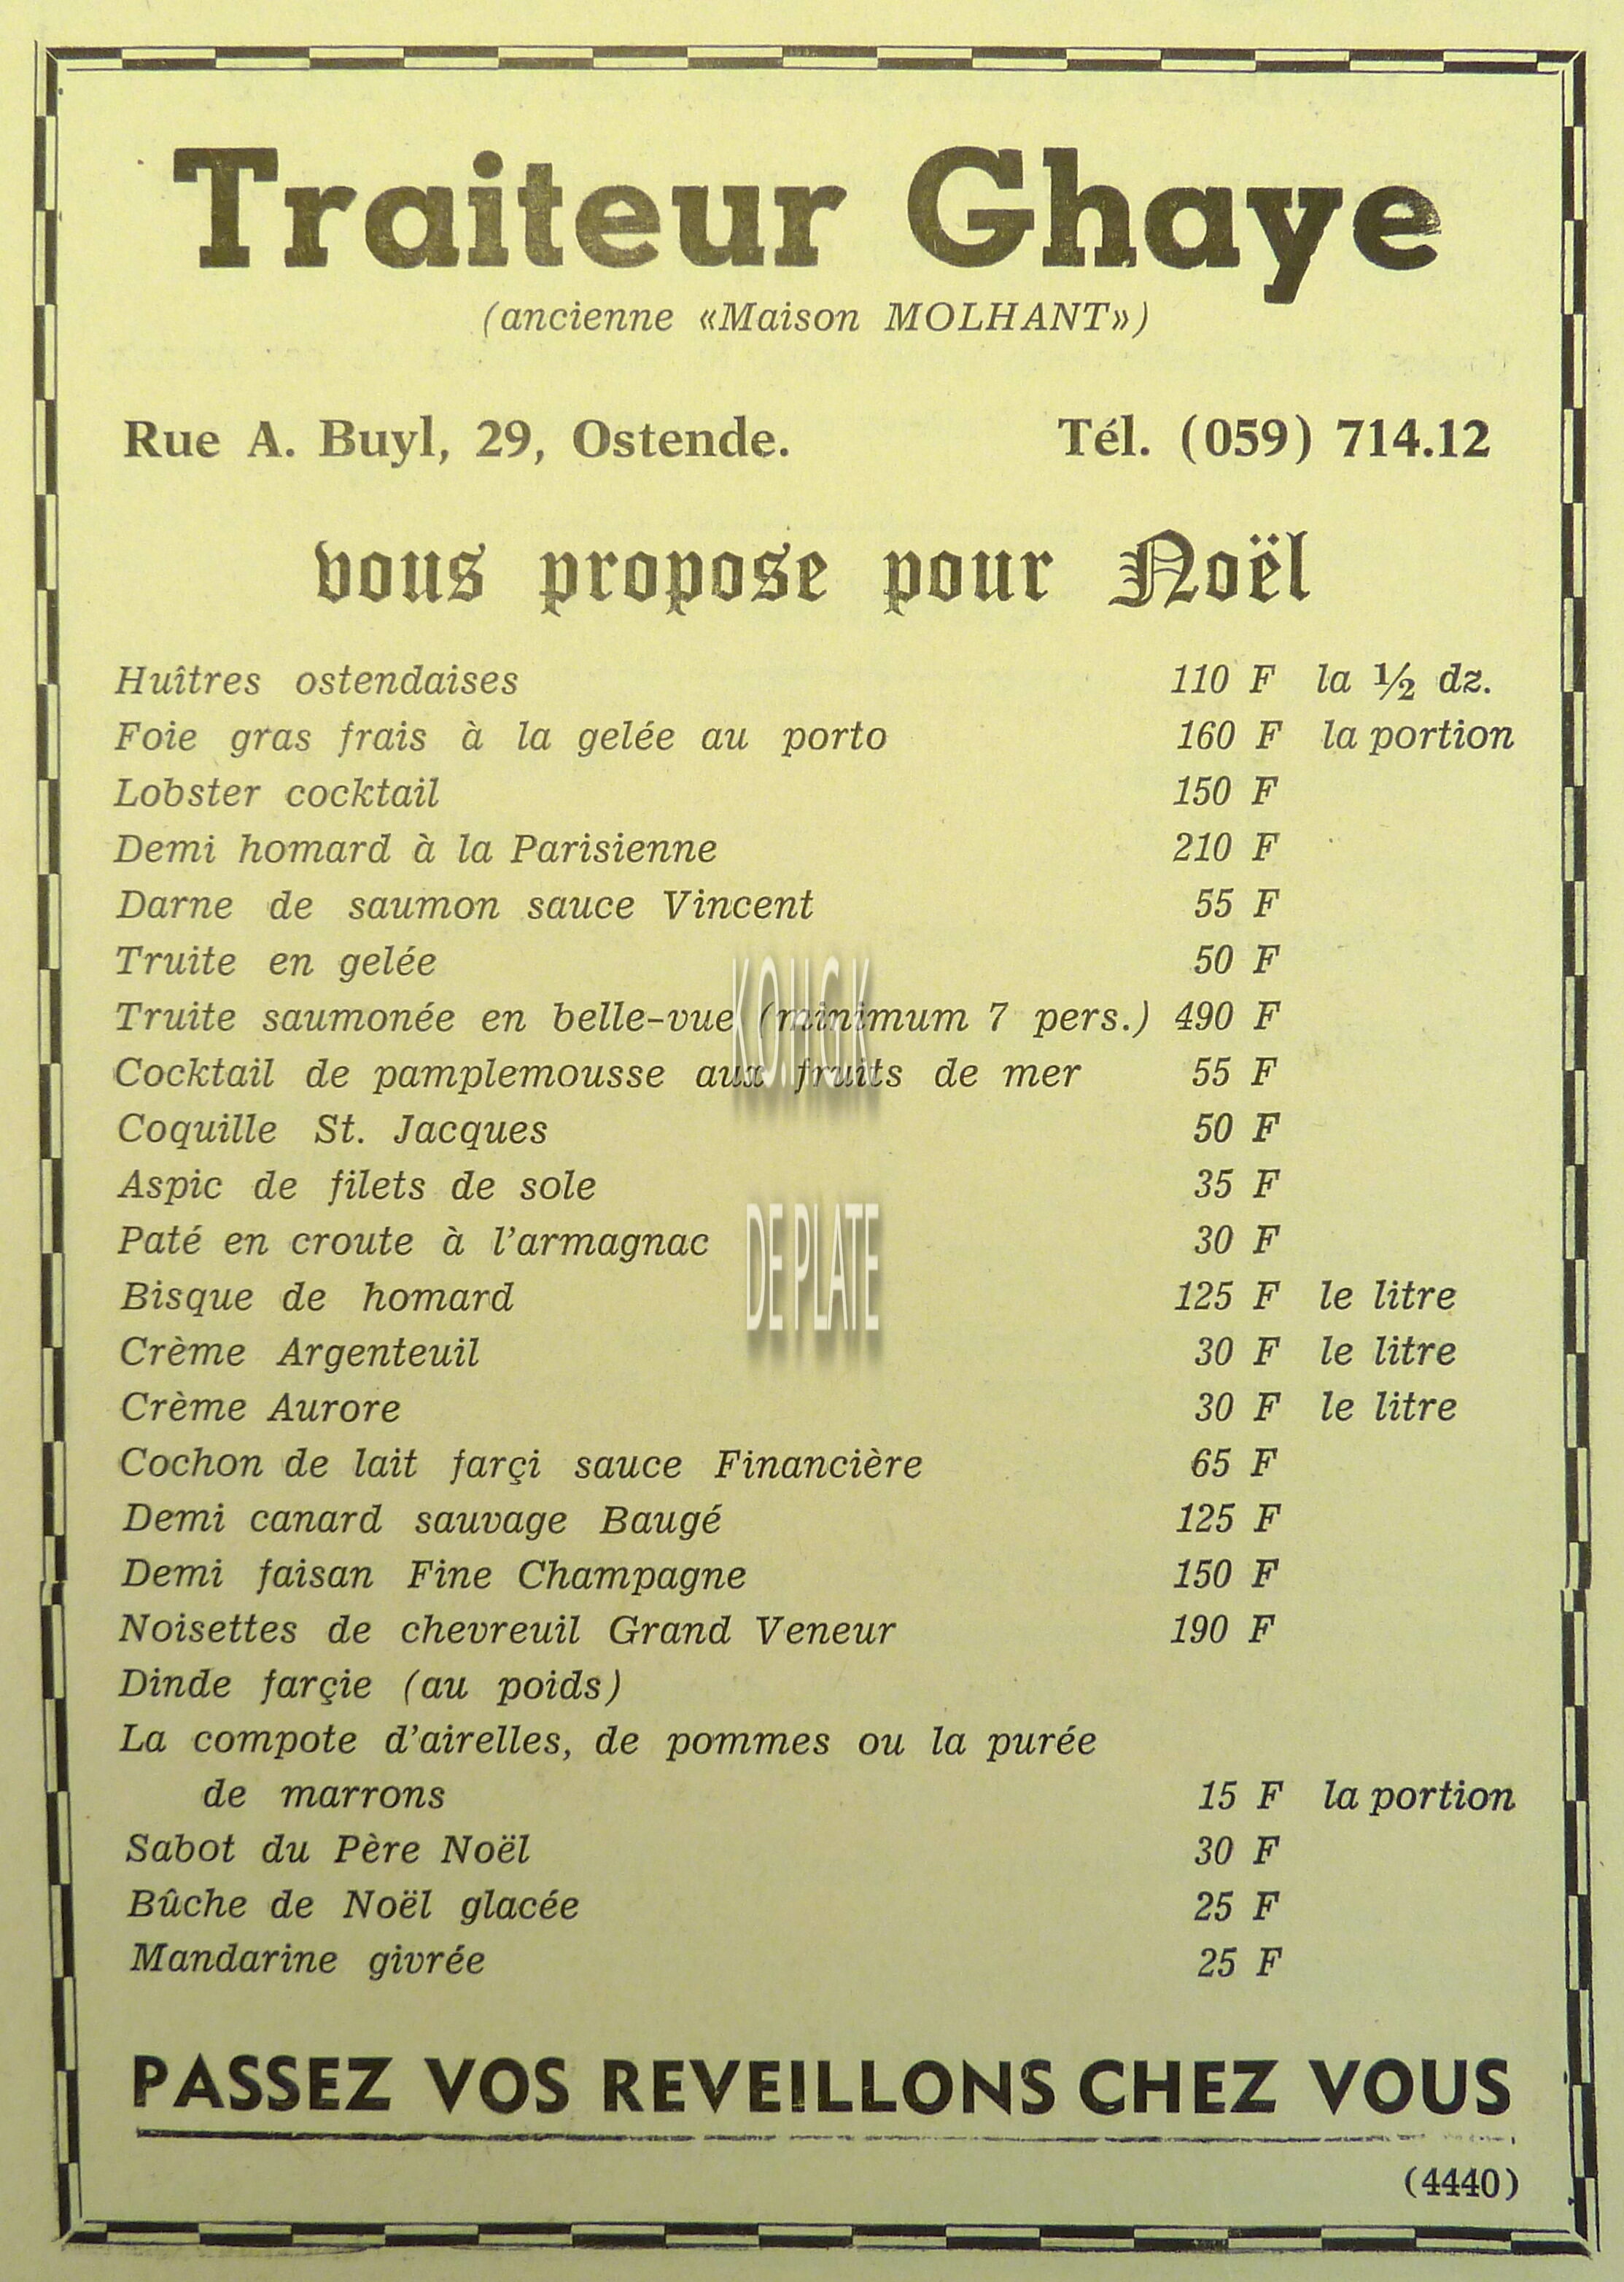 Traiteur Ghaye
(ancienne «Maison MOLHANT»)
Rue A. Buyl, 29, Ostende. Tél. (059) 714.12
vous propose pour Noël
Huîtres ostendaises 110 F la ½ dz.
Foie gras frais à la gelée au porto 160 F la portion
Lobster cocktail 150 F
Demi homard à la Parisienne 210 F
Darne de saumon sauce Vincent 55 F
Truite en gelée 50 F
Truite saumonée en belle-vue (minimum 7 pers.) 490 F
Cocktail de pamplemousse aux fruits de mer 55 F
Coquille St. Jacques 50 F
Aspic de filets de sole 35 F
Paté en croute à l'armagnac 30 F
Bisque de homard 125 F le litre
Crème Argenteuil 30 F le litre
Crème Aurore 30 F le litre
Cochon de lait farçi sauce Financière 65 F
Demi canard sauvage Baugé 125 F
Demi faisan Fine Champagne 150 F
Noisettes de chevreuil Grand Veneur 190 F
Dinde farçie (au poids)
La compote d'airelles, de pommes ou la purée
de marrons 15 F la portion
Sabot du Père Noël 30 F
Bûche de Noël glacée 25 F
Mandarine givrée 25 F
PASSEZ VOS REVEILLONS CHEZ VOUS
(4440)
DE PLATE